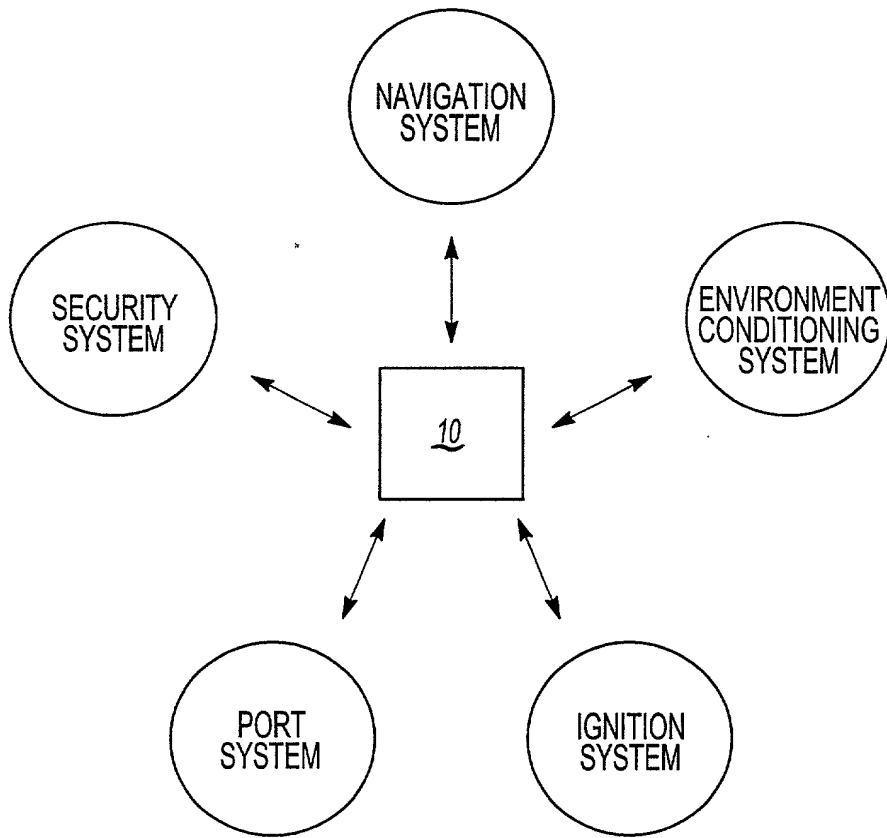 NAVIGATION
SYSTEM
SECURITY
SYSTEM
ENVIRONMENT
CONDITIONING
SYSTEM
10
PORT
SYSTEM
IGNITION
SYSTEM